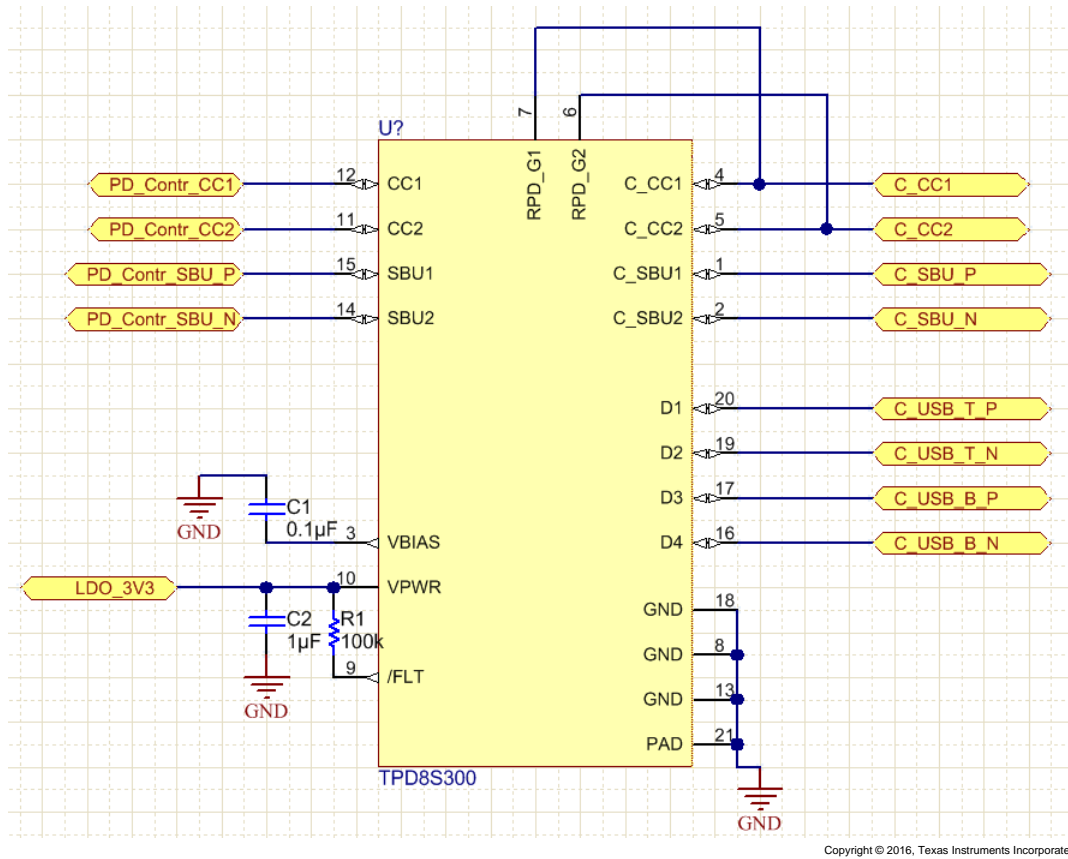 U?
7
6
RPD_G1
RPD_G2
PD_Contr_CC1
12
CC1
C_CC1
4
C_CC1
PD_Contr_CC2
11
CC2
C_CC2
5
C_CC2
PD_Contr_SBU_P
15
SBU1
C_SBU1
1
C_SBU_P
PD_Contr_SBU_N
14
SBU2
C_SBU2
2
C_SBU_N
D1
20
C_USB_T_P
D2
19
C_USB_T_N
D3
17
C_USB_B_P
D4
16
C_USB_B_N
GND
C1
0.1µF
3
VBIAS
LDO_3V3
10
VPWR
C2
1µF
R1
100k
9
/FLT
GND
GND
18
GND
8
GND
13
PAD
21
GND
TPD8S300
Copyright © 2016, Texas Instruments Incorporate